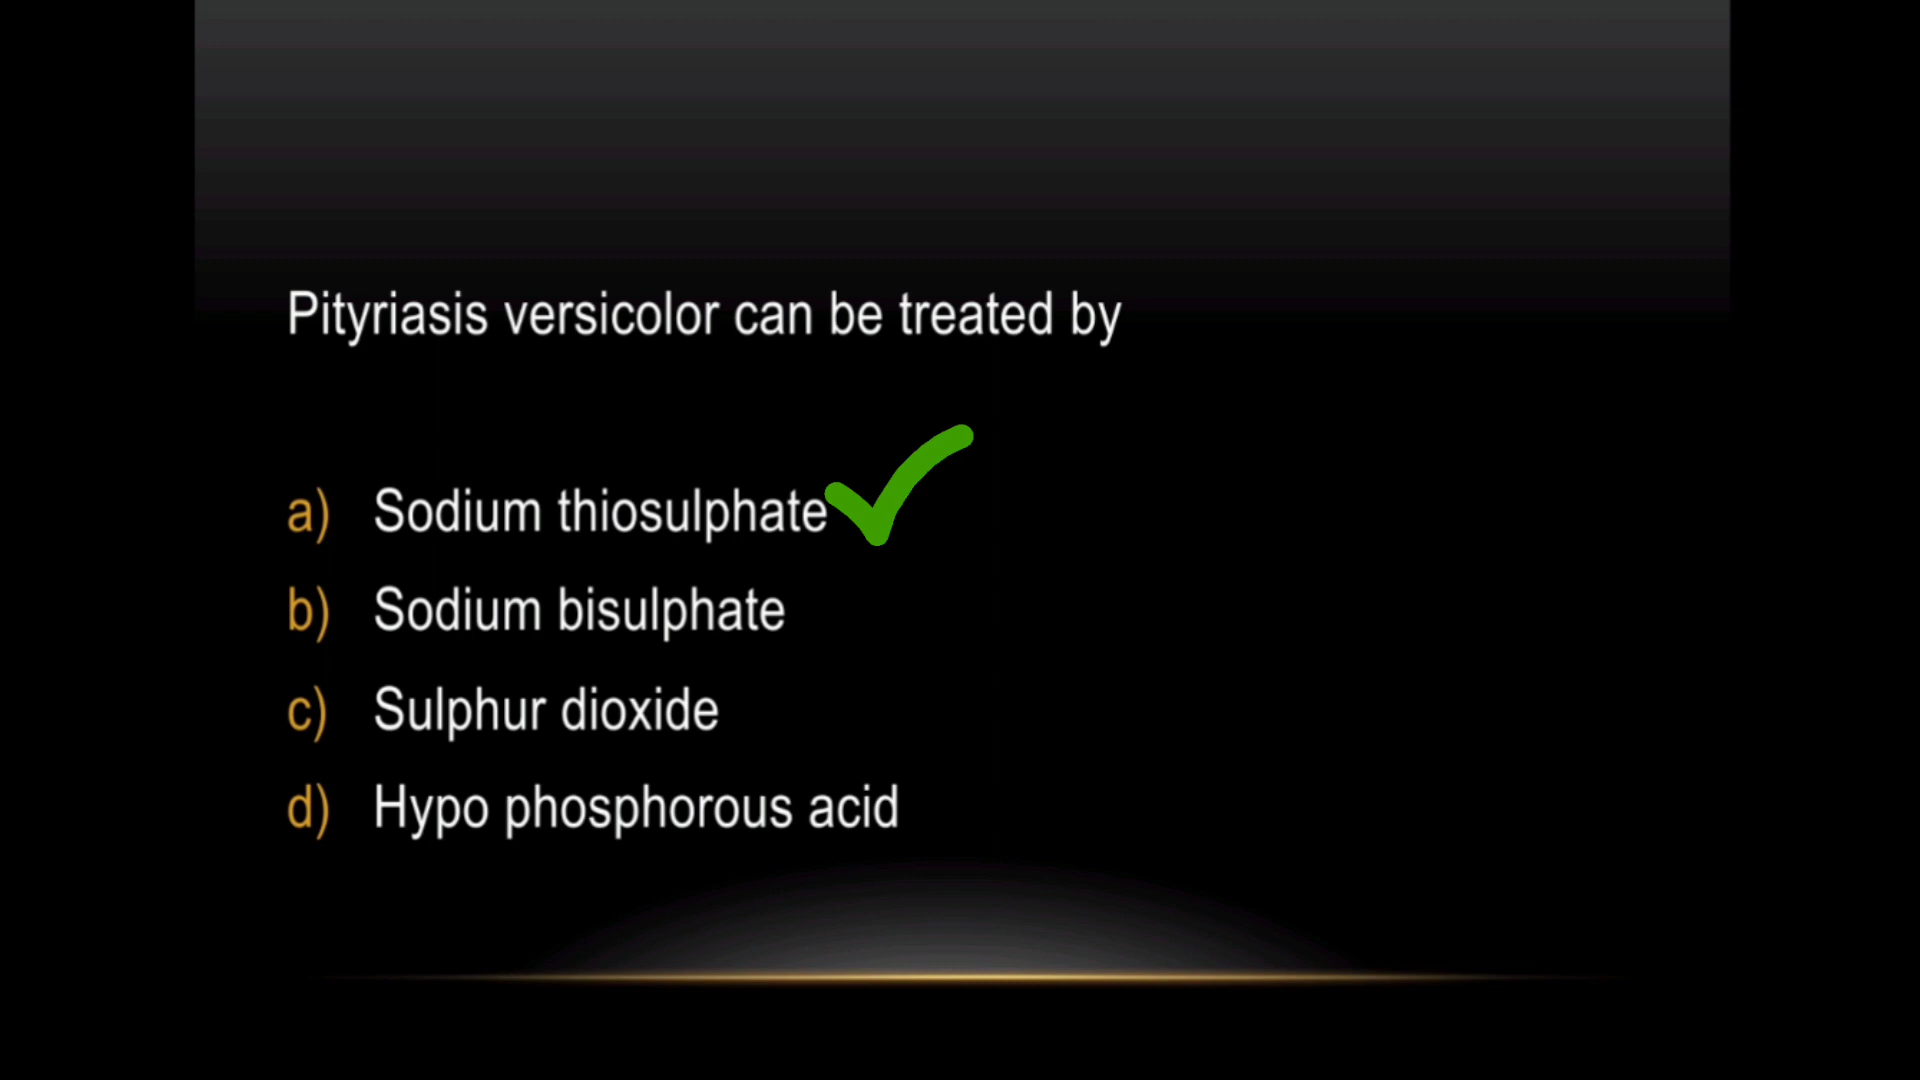 Pityriasis versicolor can be treated by
a) Sodium thiosulphate
b) Sodium bisulphate
c) Sulphur dioxide
d) Hypo phosphorous acid